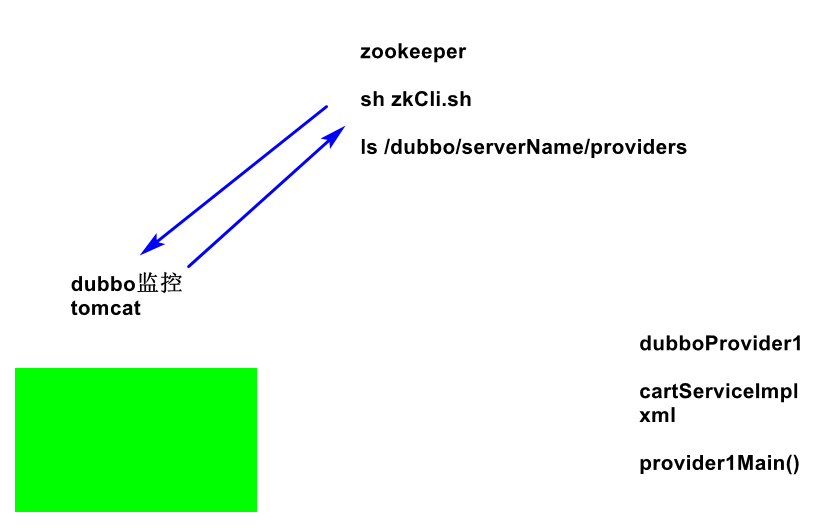 zookeeper
sh zkCli.sh
ls /dubbo/serverName/providers
dubbo监控
tomcat
dubboProvider1
cartServiceImpl
xml
provider1Main()